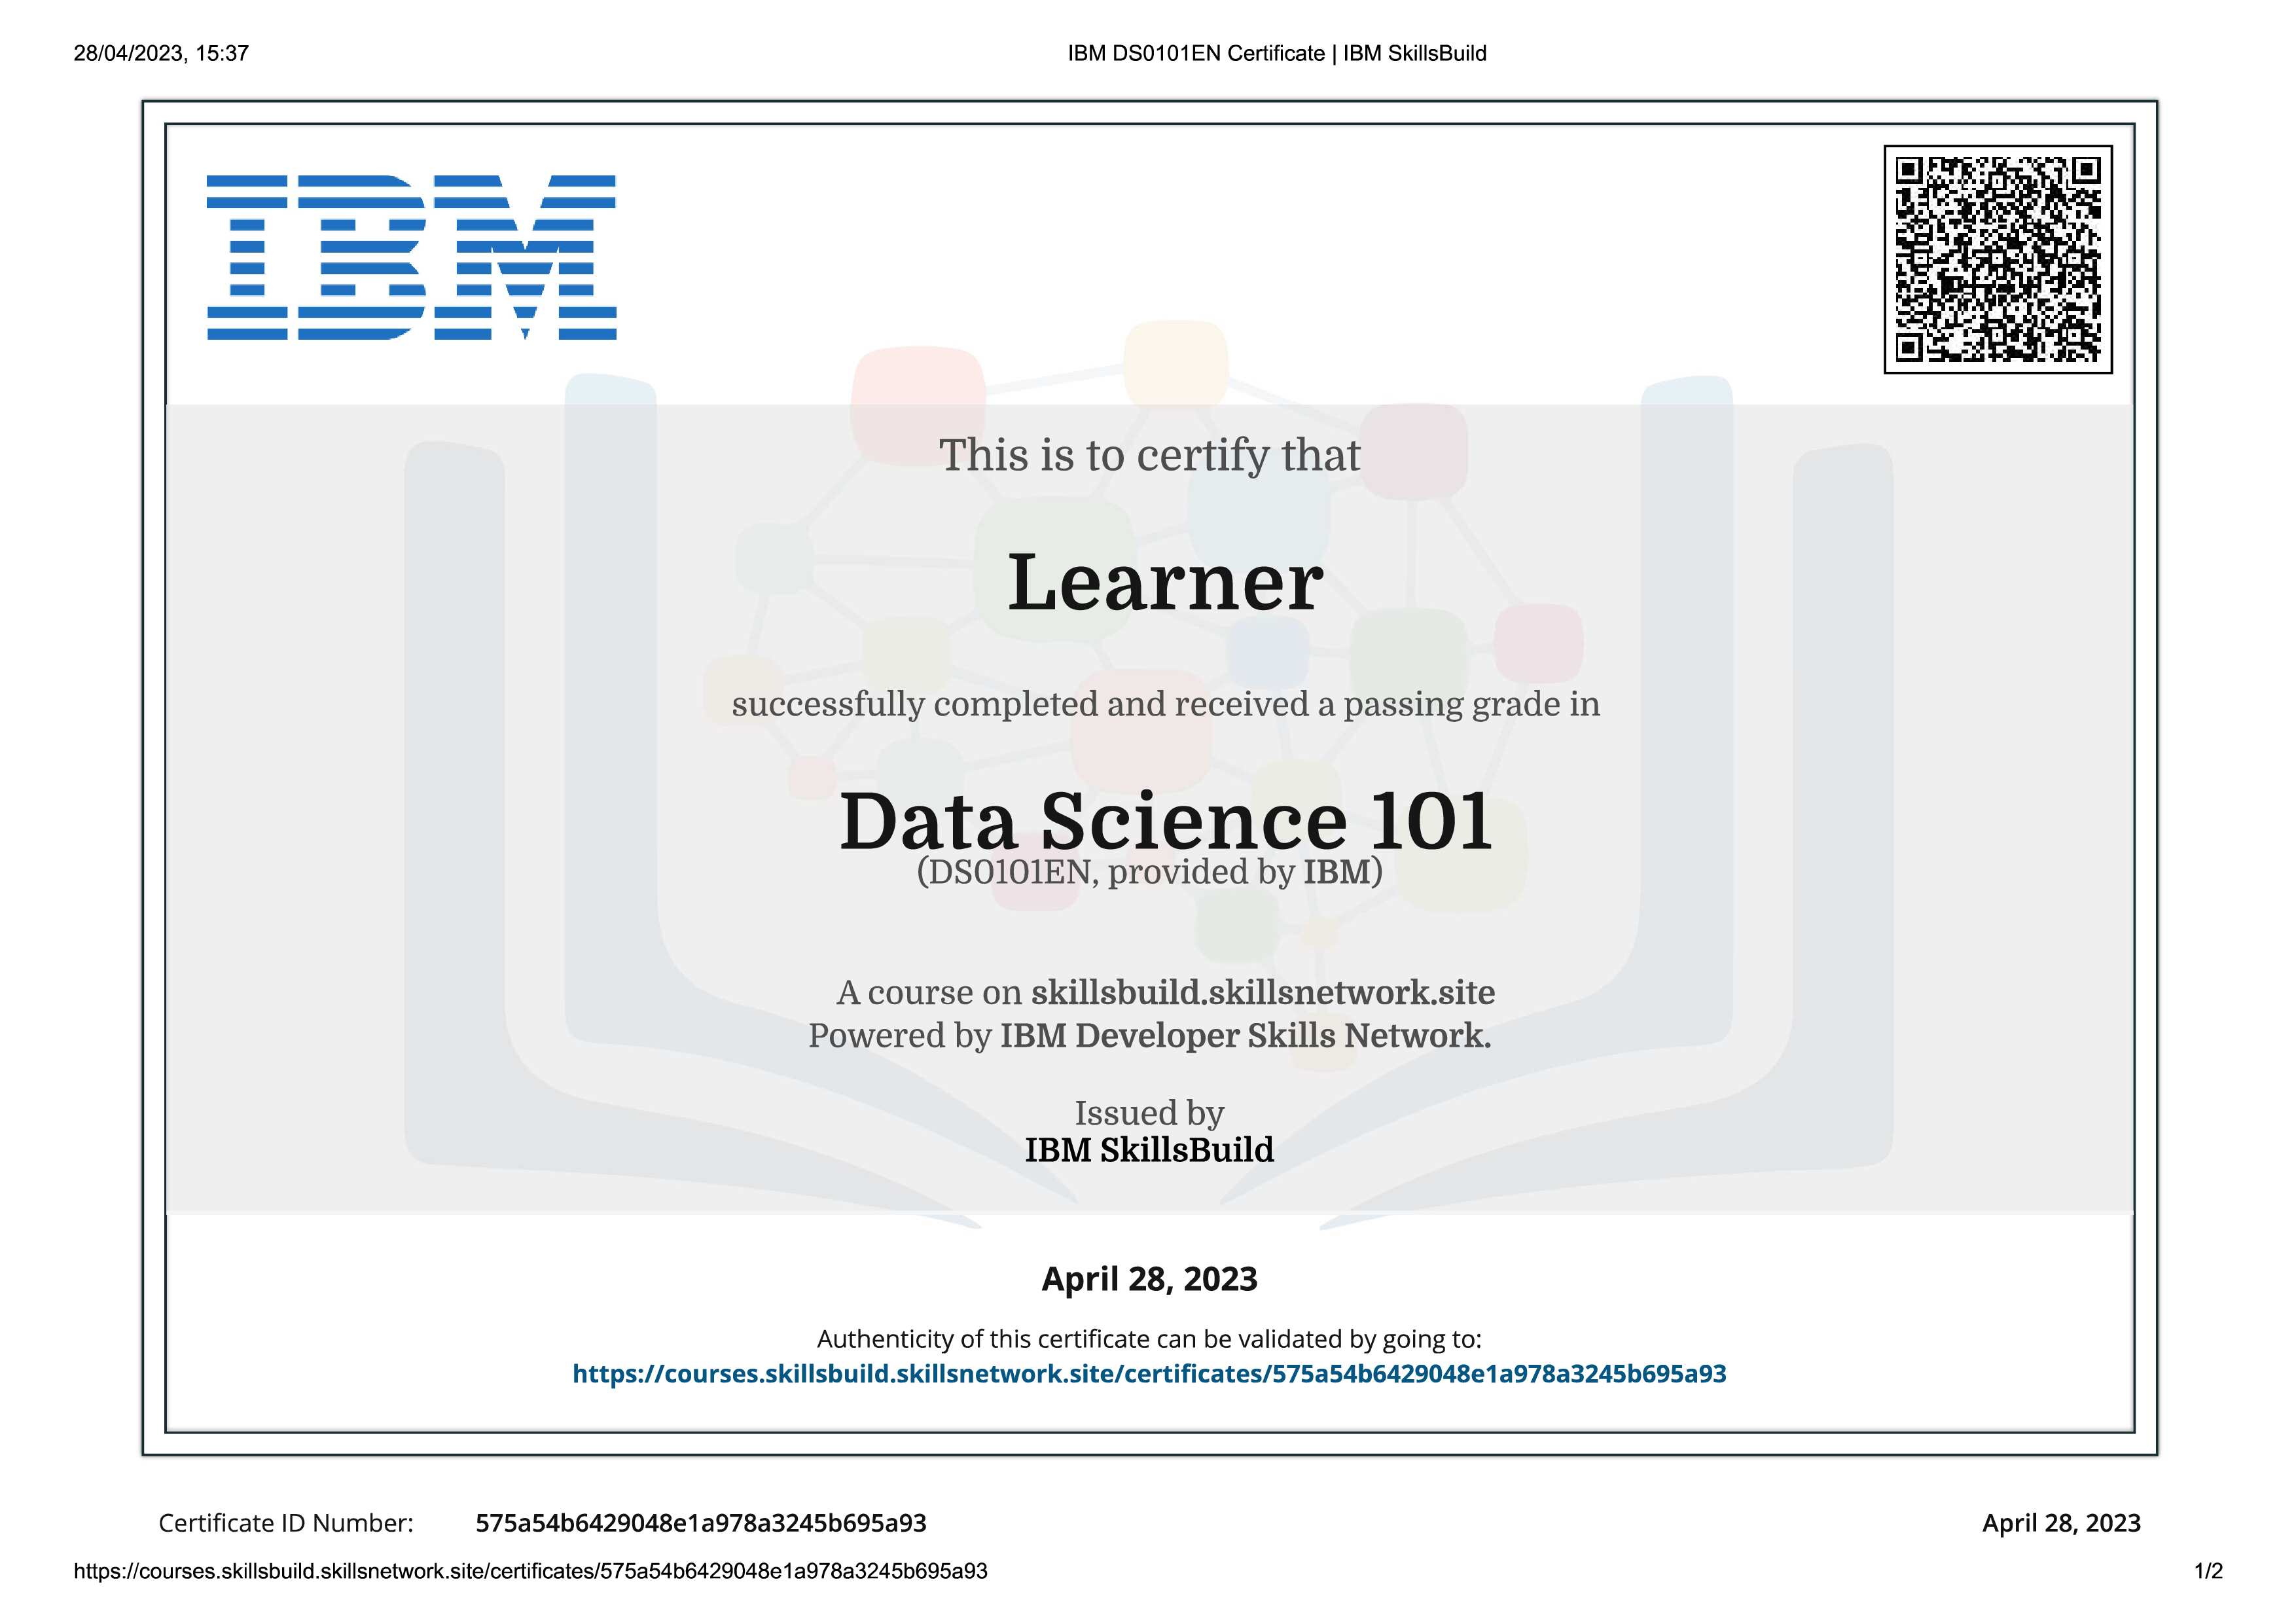 28/04/2023, 15:37
IBM DS0101EN Certificate | IBM SkillsBuild
IBM
This is to certify that
Learner
successfully completed and received a passing grade in
Data Science 101
(DS0101EN, provided by IBM)
A course on skillsbuild.skillsnetwork.site
Powered by IBM Developer Skills Network.
Issued by
IBM SkillsBuild
April 28, 2023
Authenticity of this certificate can be validated by going to:
https://courses.skillsbuild.skillsnetwork.site/certificates/575a54b6429048e1a978a3245b695a93
Certificate ID Number: 575a54b6429048e1a978a3245b695a93
April 28, 2023
https://courses.skillsbuild.skillsnetwork.site/certificates/575a54b6429048e1a978a3245b695a93
1/2